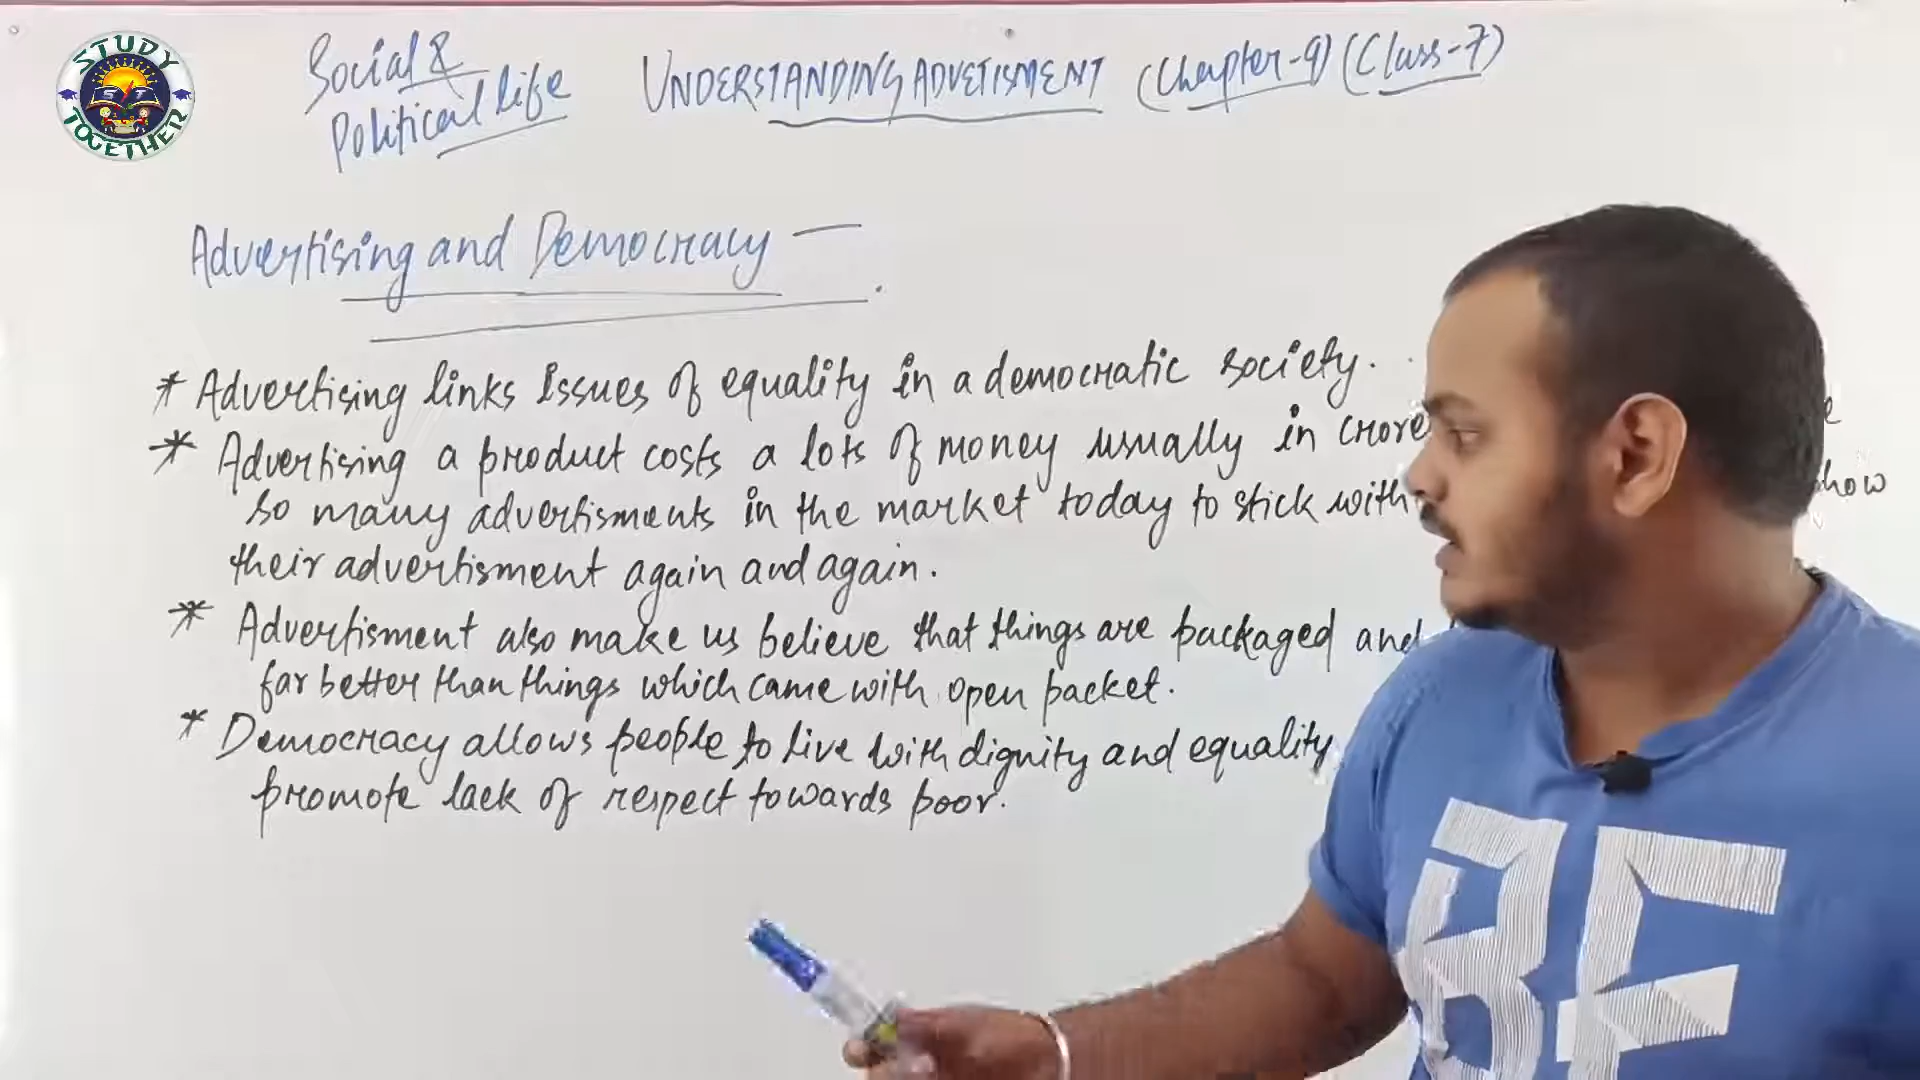 STUDY
ST
TOGETHER
Social &
Political life
UNDERSTANDING ADVETISMENT (Chapter-9) (Class-7)
Advertising and Democracy —
* Advertising links issues of equality in a democratic society.
* Advertising a product costs a lots of money usually in crore
so many advertisments in the market today to stick with how
their advertisment again and again.
* Advertisment also make us believe that things are packaged and
far better than things which came with open packet.
* Democracy allows people to live with dignity and equality
promote lack of respect towards poor.
BF